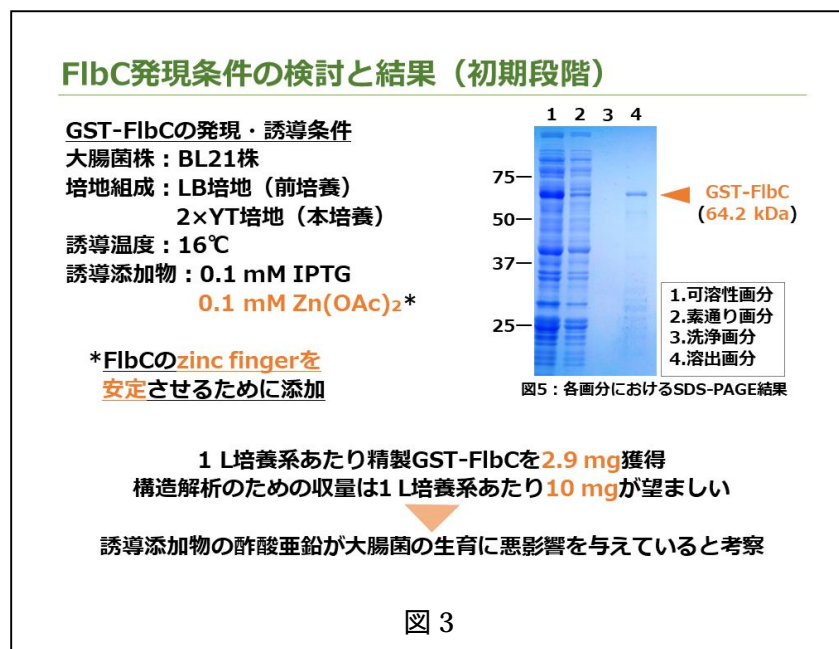 FlbC発現条件の検討と結果（初期段階）
GST-FlbCの発現・誘導条件
大腸菌株：BL21株
培地組成：LB培地（前培養）
2×YT培地（本培養）
誘導温度：16℃
誘導添加物：0.1 mM IPTG
0.1 mM Zn(OAc)₂*
*FlbCのzinc fingerを
安定させるために添加
1 2 3 4
75
50
37
25
GST-FlbC
(64.2 kDa)
1.可溶性画分
2.素通り画分
3.洗浄画分
4.溶出画分
図5：各画分におけるSDS-PAGE結果
1 L培養系あたり精製GST-FlbCを2.9 mg獲得
構造解析のための収量は1 L培養系あたり10 mgが望ましい
誘導添加物の酢酸亜鉛が大腸菌の生育に悪影響を与えていると考察
図 3